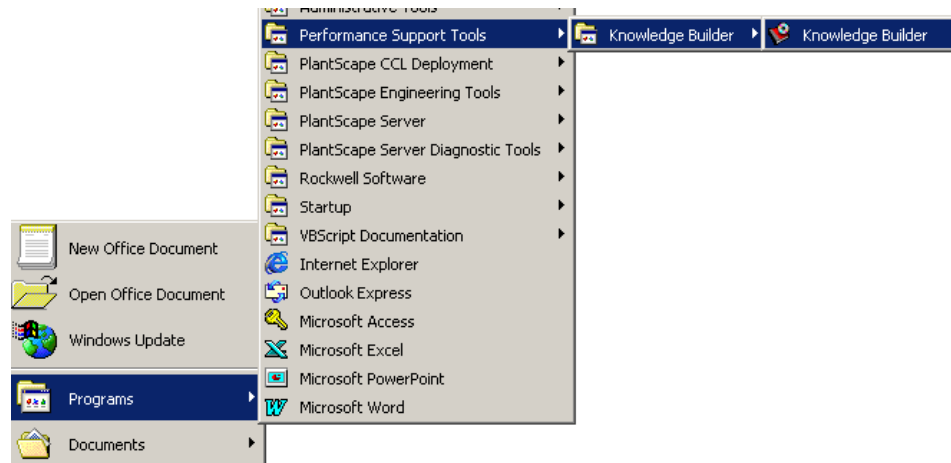 Administrative Tools
Performance Support Tools
Knowledge Builder
Knowledge Builder
PlantScape CCL Deployment
PlantScape Engineering Tools
PlantScape Server
PlantScape Server Diagnostic Tools
Rockwell Software
Startup
VBScript Documentation
Internet Explorer
Outlook Express
Microsoft Access
Microsoft Excel
Microsoft PowerPoint
Microsoft Word
New Office Document
Open Office Document
Windows Update
Programs
Documents